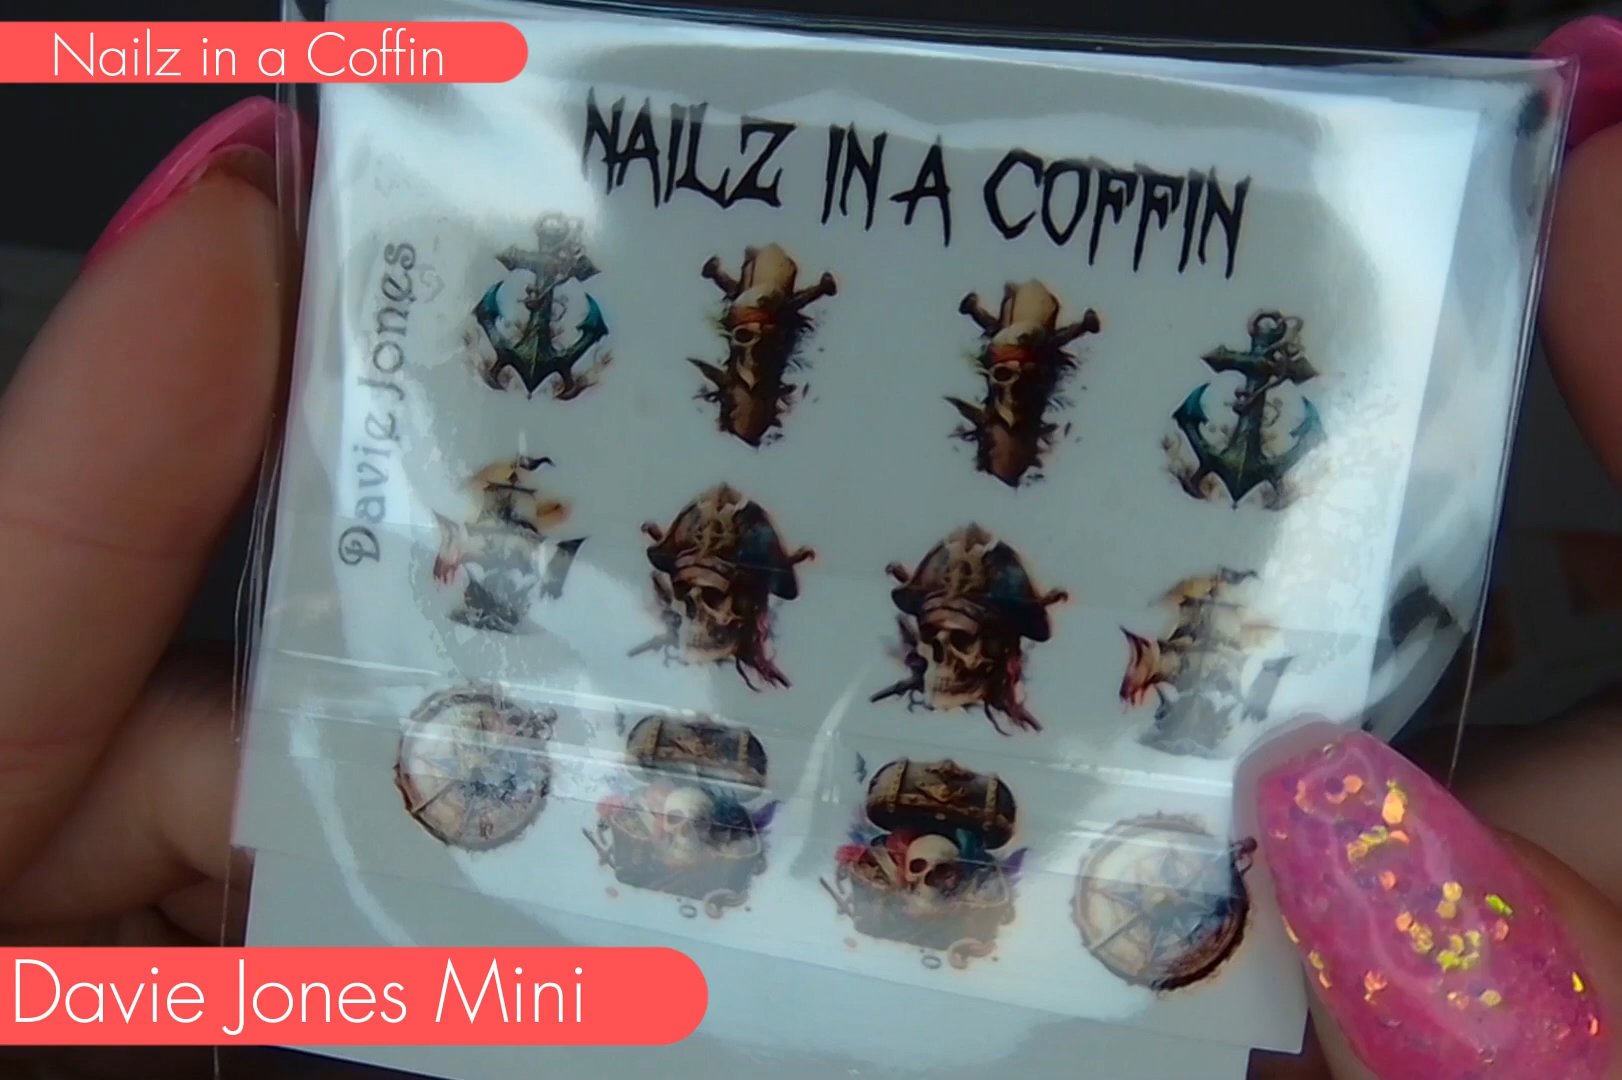 Nailz in a Coffin
NAILZ IN A COFFIN
Davie Jones
Davie Jones Mini